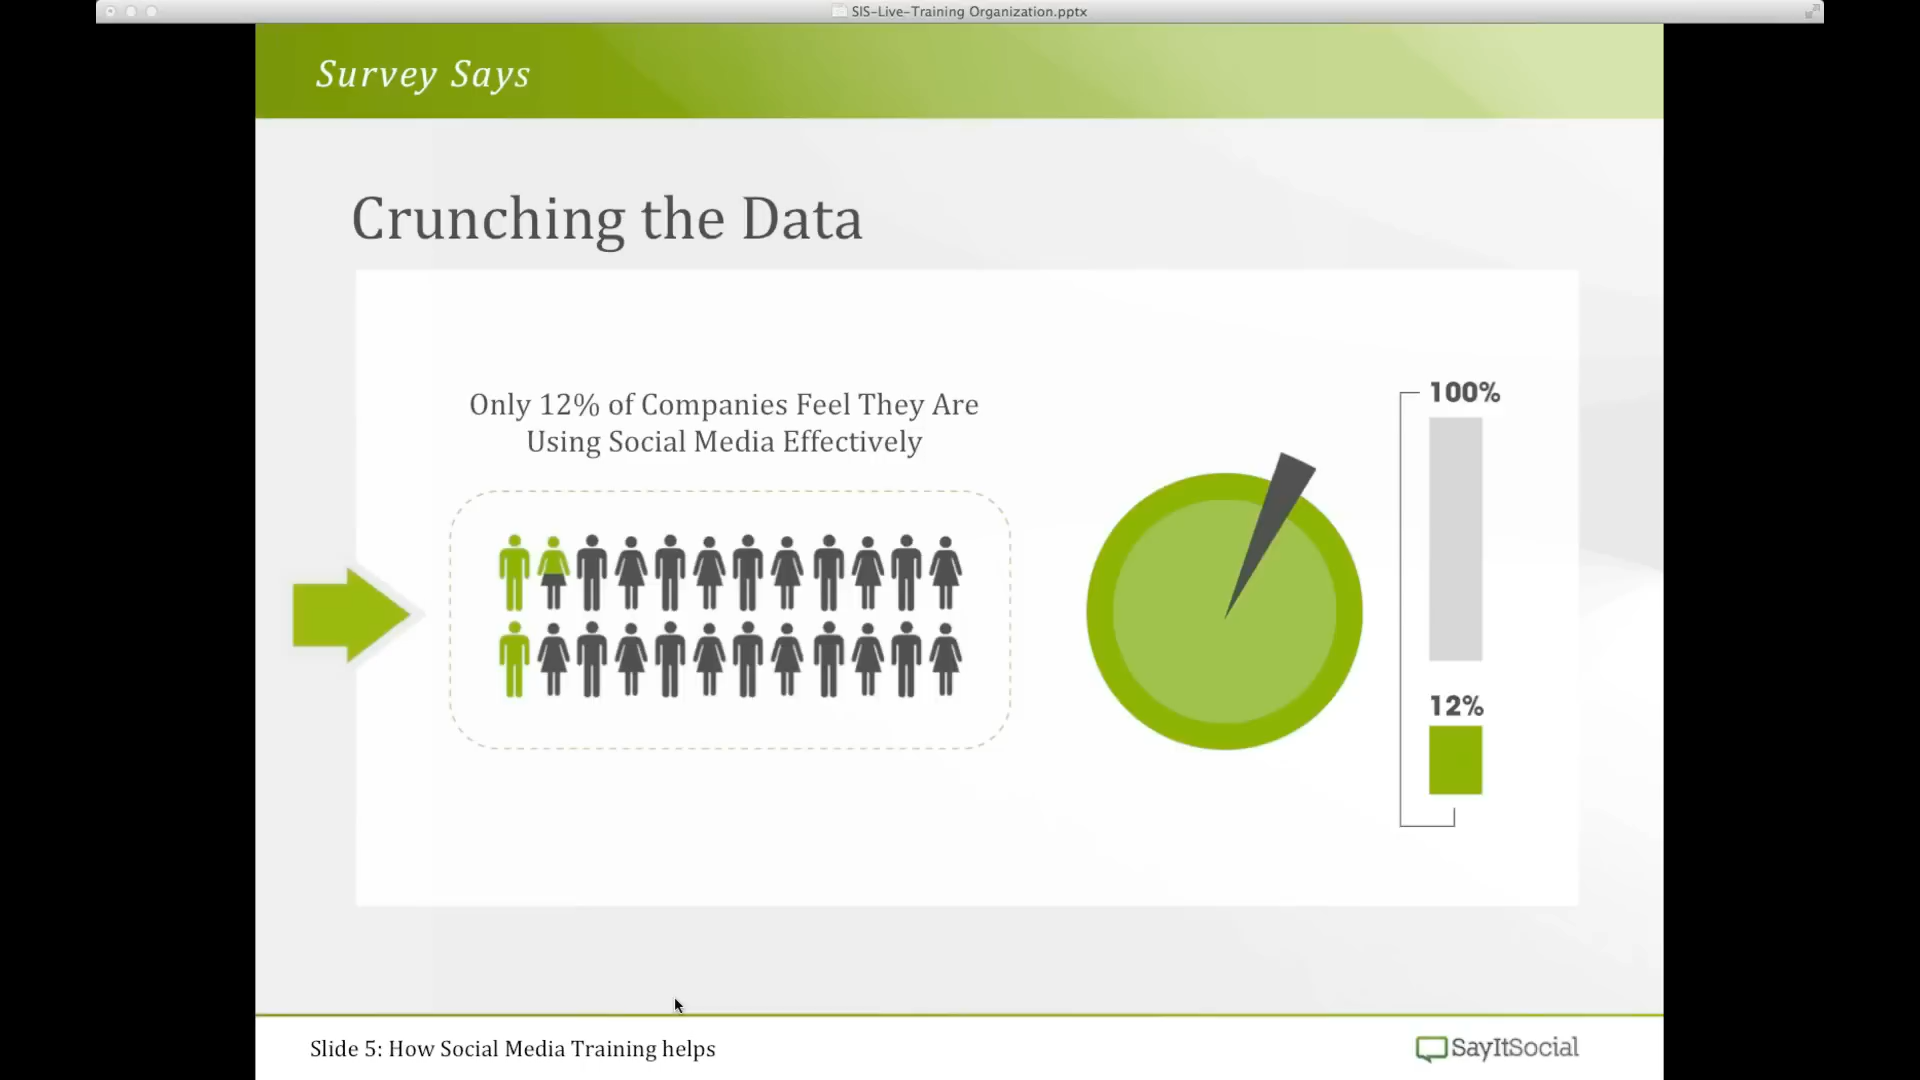 SIS-Live-Training Organization.pptx
Survey Says
Crunching the Data
Only 12% of Companies Feel They Are
Using Social Media Effectively
100%
12%
Slide 5: How Social Media Training helps
SayItSocial